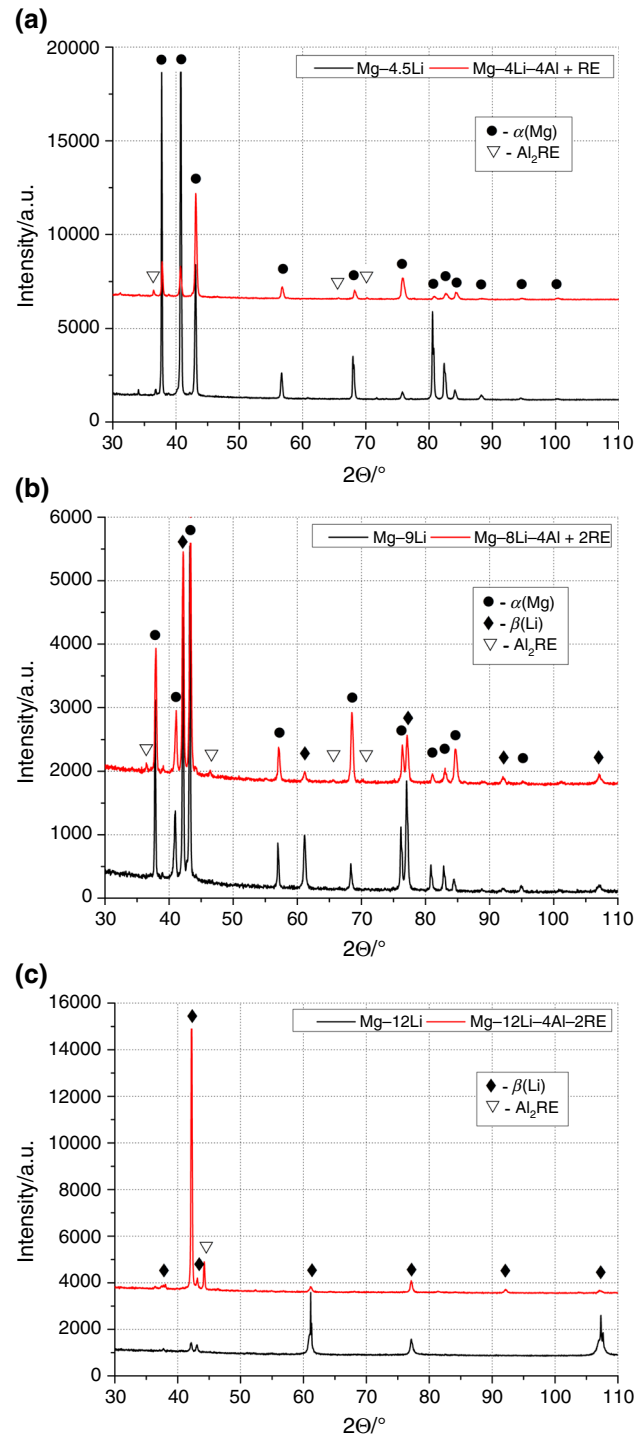 (a)
20000
15000
10000
5000
0
Intensity/a.u.
Mg–4.5Li Mg–4Li–4Al + RE
● - α(Mg)
▽ - Al₂RE
30 40 50 60 70 80 90 100 110
2Θ/°
(b)
6000
5000
4000
3000
2000
1000
0
Intensity/a.u.
Mg–9Li Mg–8Li–4Al + 2RE
● - α(Mg)
♦ - β(Li)
▽ - Al₂RE
30 40 50 60 70 80 90 100 110
2Θ/°
(c)
16000
14000
12000
10000
8000
6000
4000
2000
0
Intensity/a.u.
Mg–12Li Mg–12Li–4Al–2RE
♦ - β(Li)
▽ - Al₂RE
30 40 50 60 70 80 90 100 110
2Θ/°